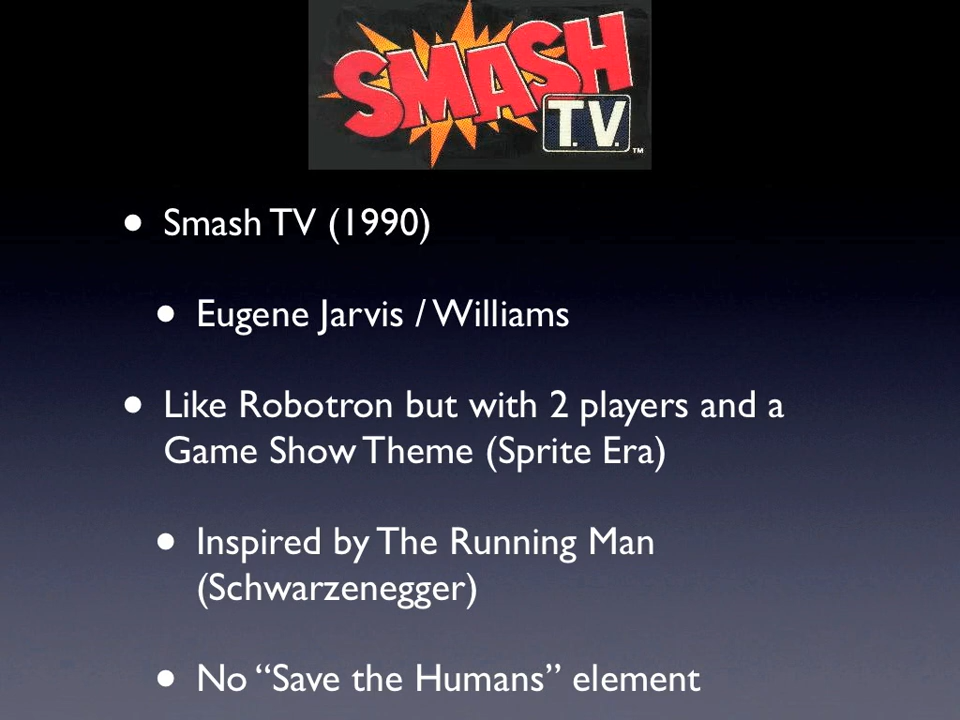 SMASH
T.V.™
• Smash TV (1990)
• Eugene Jarvis / Williams
• Like Robotron but with 2 players and a
Game Show Theme (Sprite Era)
• Inspired by The Running Man
(Schwarzenegger)
• No “Save the Humans” element